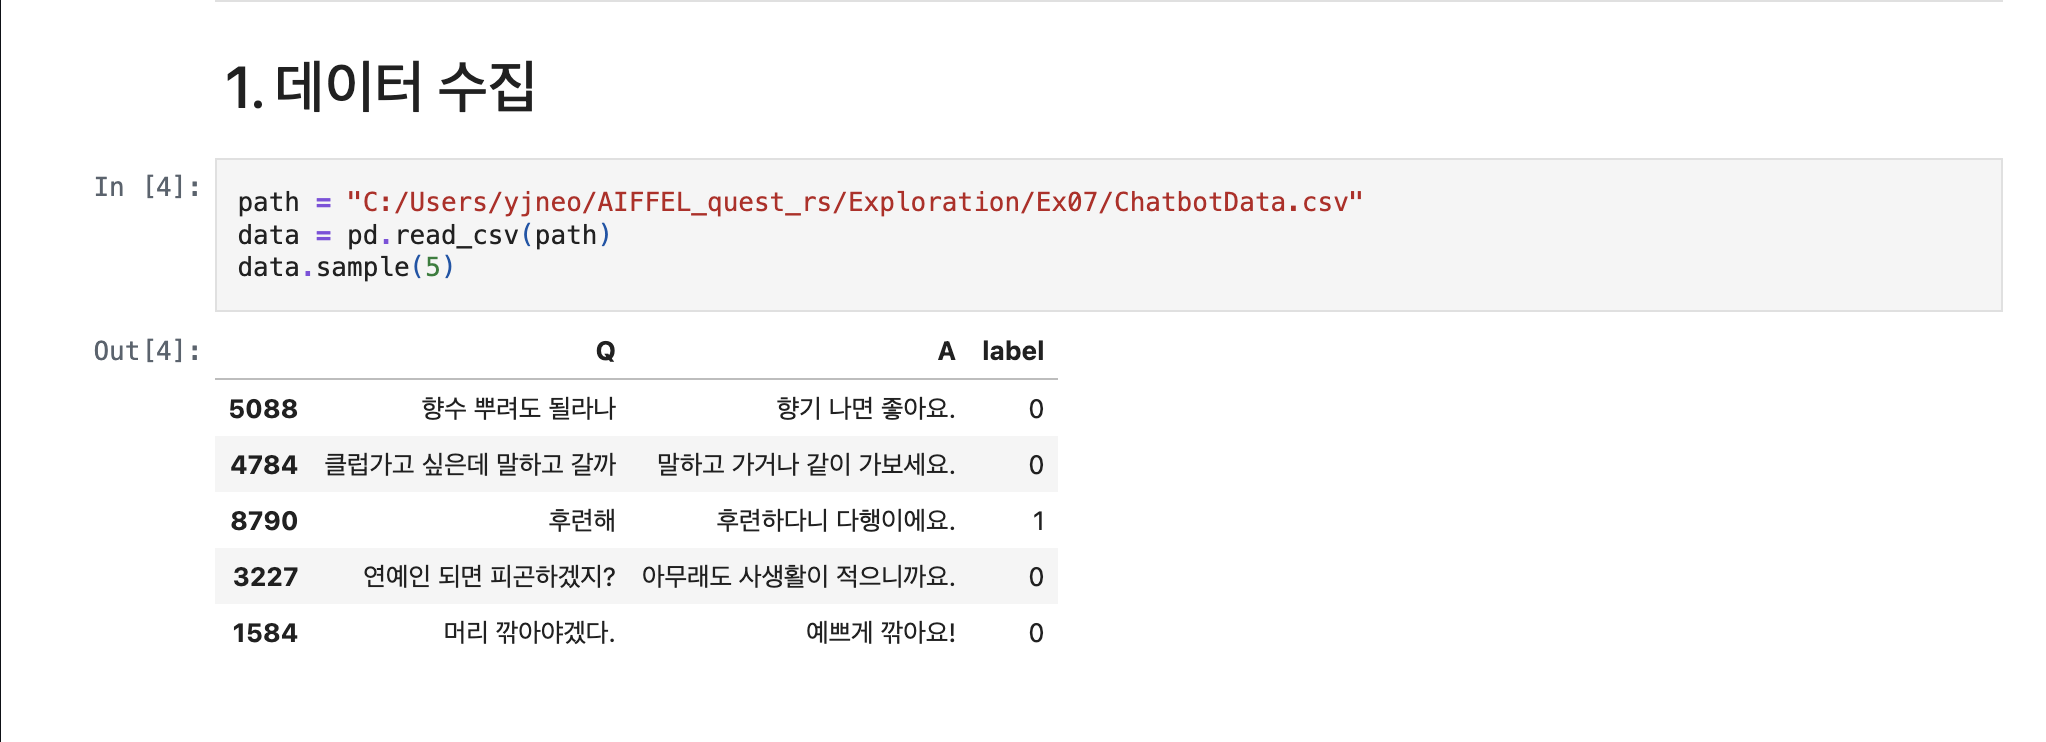 1. 데이터 수집
In [4]:
path = "C:/Users/yjneo/AIFFEL_quest_rs/Exploration/Ex07/ChatbotData.csv"
data = pd.read_csv(path)
data.sample(5)
Out[4]:
Q A label
5088 향수 뿌려도 될라나 향기 나면 좋아요. 0
4784 클럽가고 싶은데 말하고 갈까 말하고 가거나 같이 가보세요. 0
8790 후련해 후련하다니 다행이에요. 1
3227 연예인 되면 피곤하겠지? 아무래도 사생활이 적으니까요. 0
1584 머리 깎아야겠다. 예쁘게 깎아요! 0